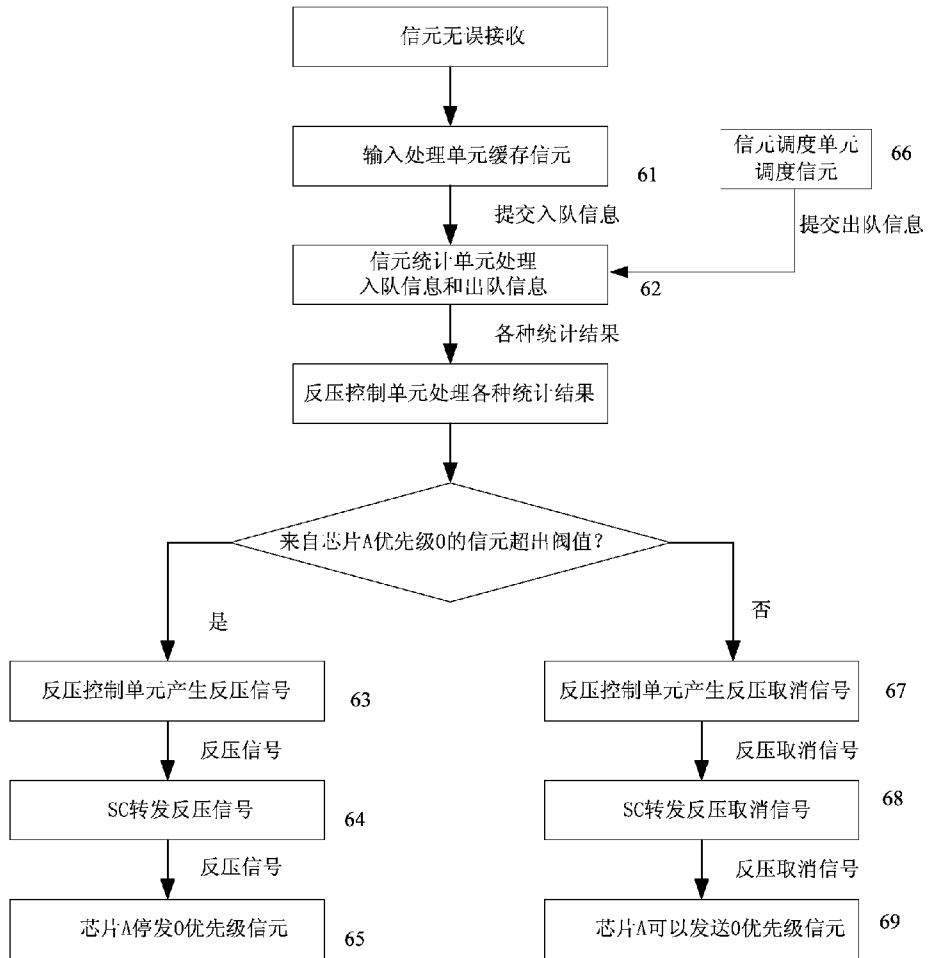 信元无误接收
输入处理单元缓存信元
61
信元调度单元
调度信元
66
提交入队信息
提交出队信息
信元统计单元处理
入队信息和出队信息
62
各种统计结果
反压控制单元处理各种统计结果
来自芯片A优先级0的信元超出阀值?
是
否
反压控制单元产生反压信号
63
反压控制单元产生反压取消信号
67
反压信号
反压取消信号
SC转发反压信号
64
SC转发反压取消信号
68
反压信号
反压取消信号
芯片A停发0优先级信元
65
芯片A可以发送0优先级信元
69